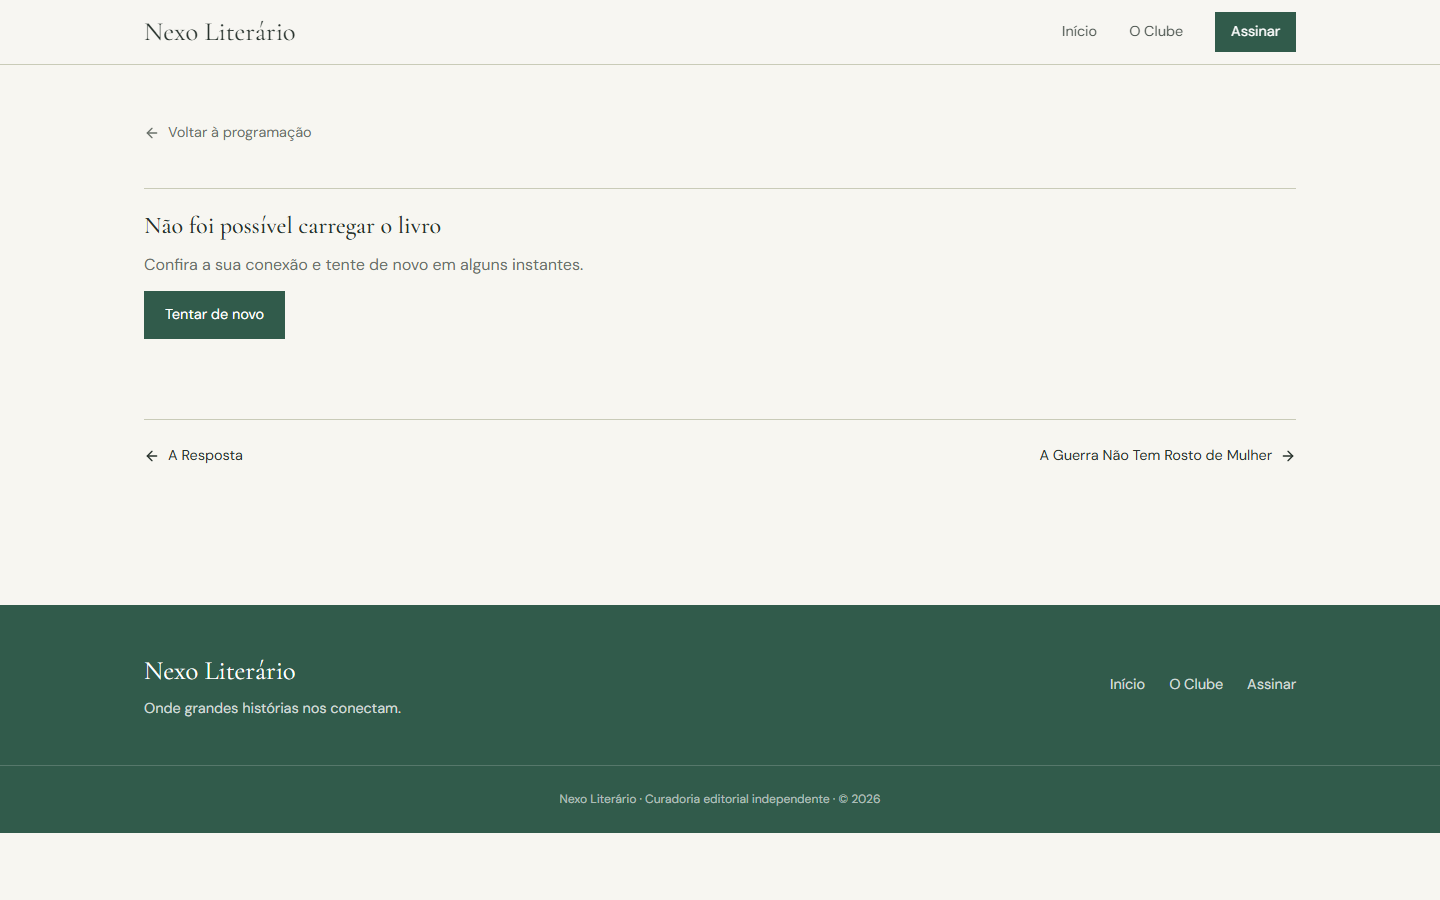 Nexo Literário
Início
O Clube
Assinar
Voltar à programação
Não foi possível carregar o livro
Confira a sua conexão e tente de novo em alguns instantes.
Tentar de novo
A Resposta
A Guerra Não Tem Rosto de Mulher
Nexo Literário
Onde grandes histórias nos conectam.
Início
O Clube
Assinar
Nexo Literário · Curadoria editorial independente · © 2026